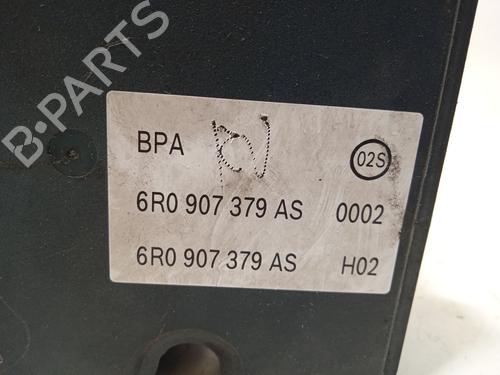 B-PARTS
BPA 02S
6R0 907 379 AS 0002
6R0 907 379 AS H02